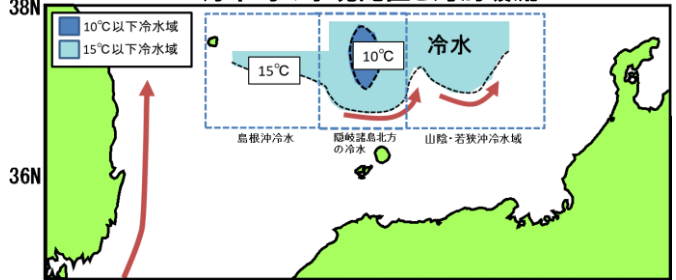 38N
10℃以下冷水域
15℃以下冷水域
15℃
10℃
冷水
島根沖冷水
隠岐諸島北方
の冷水
山陰・若狭沖冷水域
36N